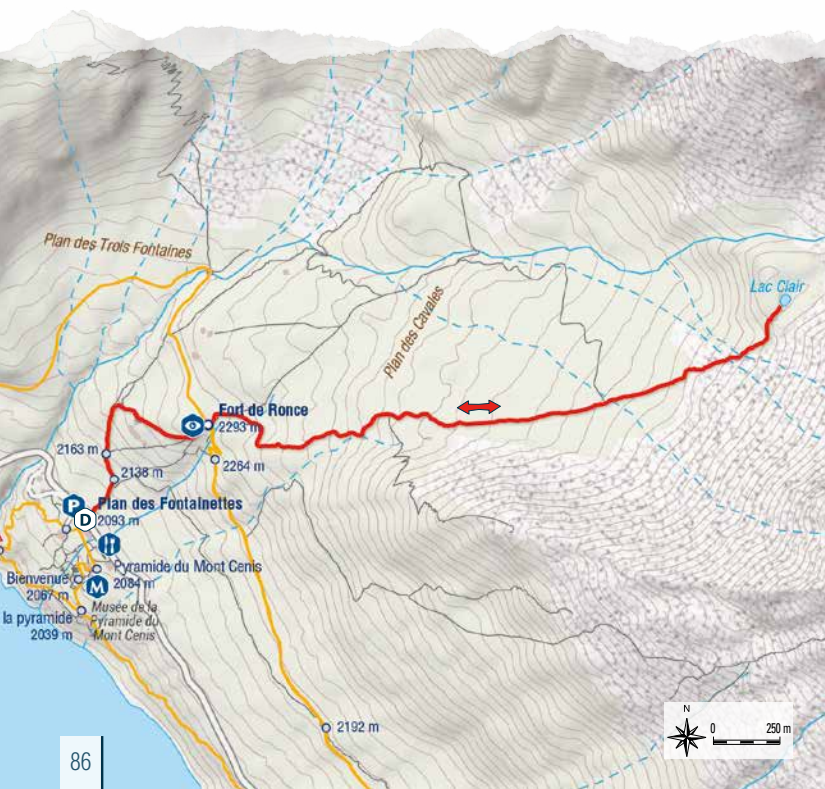 Plan des Trois Fontaines
Lac Clair
Plan des Cavales
Fort de Ronce
2293 m
2163 m
2264 m
2138 m
P
Plan des Fontainettes
D
2093 m
Pyramide du Mont Cenis
2084 m
Bienvenue
2067 m
M
Musée de la
Pyramide du
Mont Cenis
la pyramide
2039 m
2192 m
N
0 250 m
86